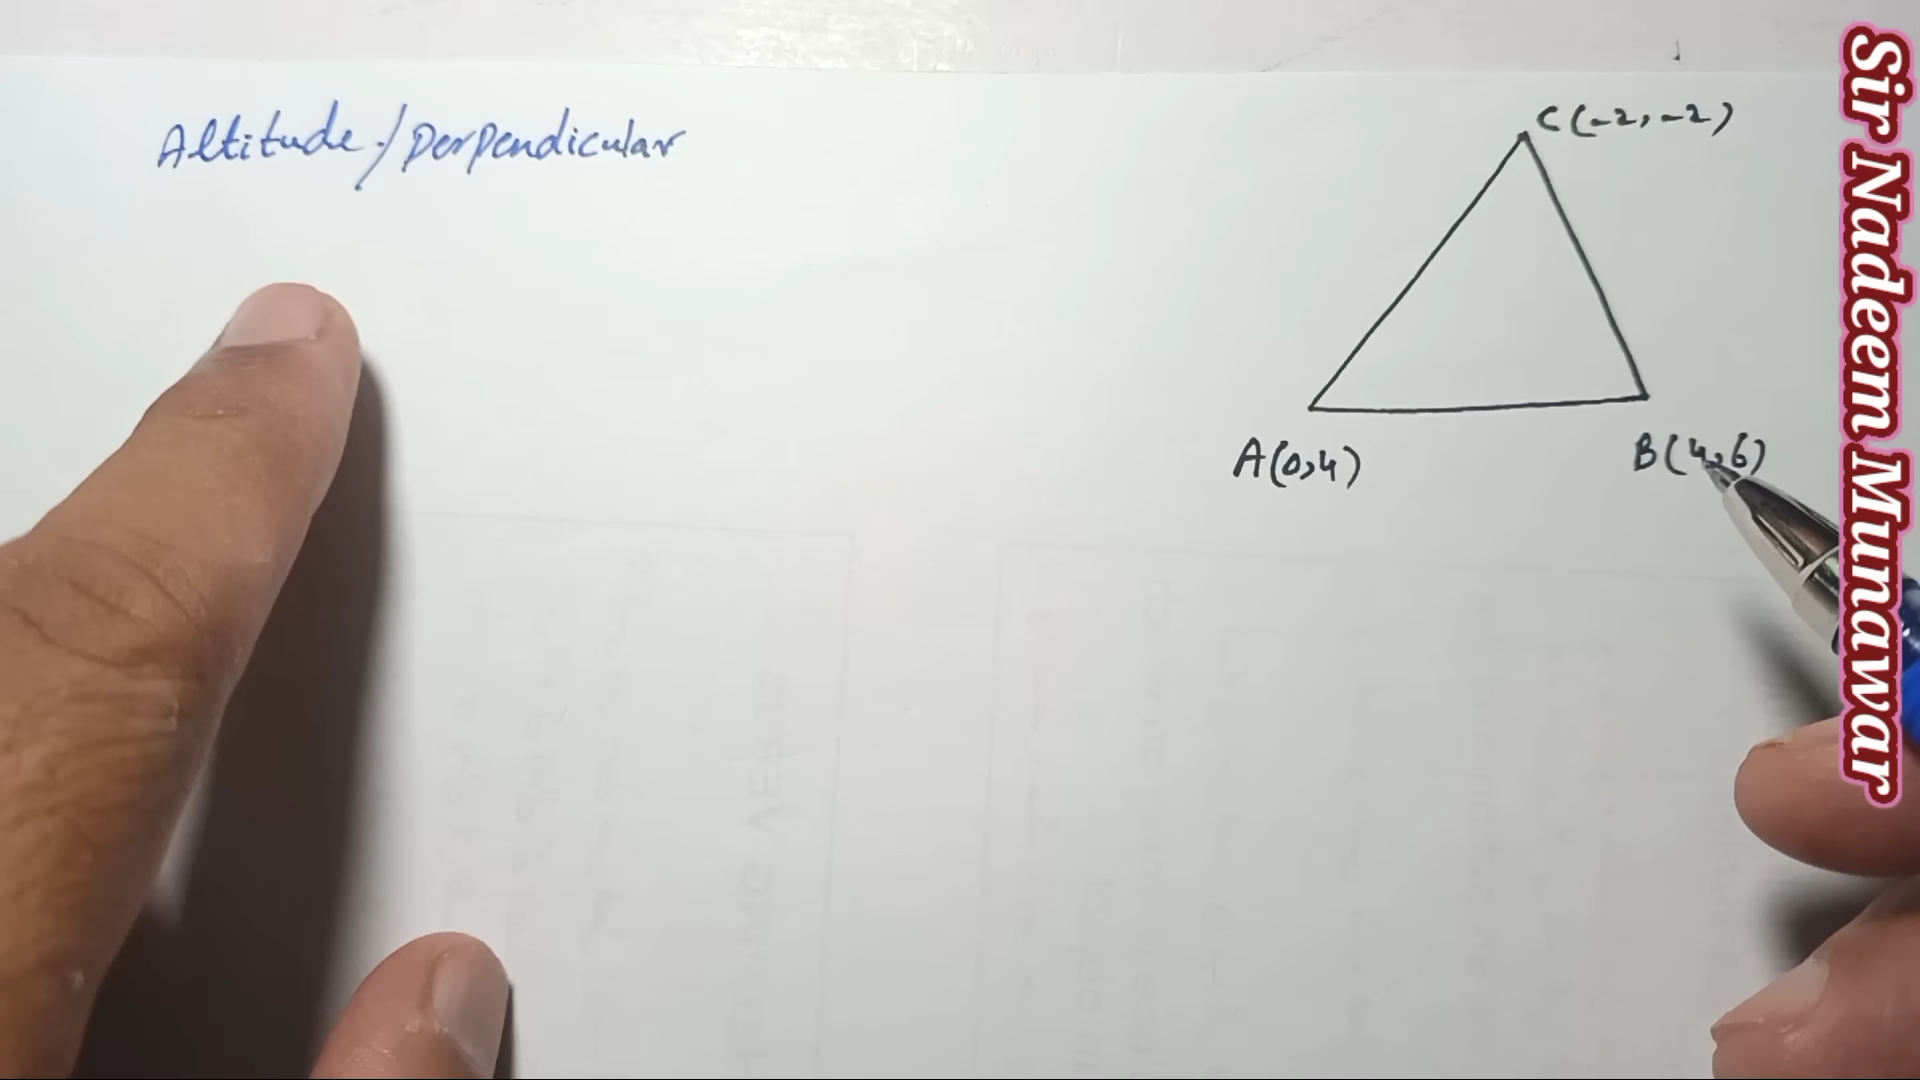 Altitude / perpendicular
C(-2,-2)
A(0,4)
B(4,6)
Sir Nadeem Munawar